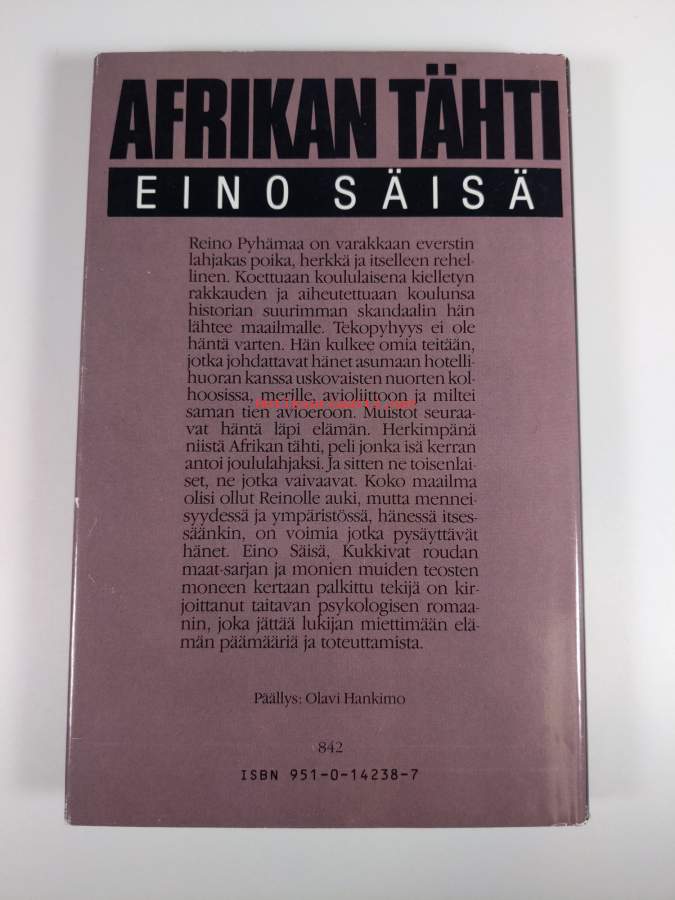 AFRIKAN TÄHTI
EINO SÄISÄ
Reino Pyhämaa on varakkaan everstin
lahjakas poika, herkkä ja itselleen rehel-
linen. Koettuaan koululaisena kielletyn
rakkauden ja aiheutettuaan koulunsa
historian suurimman skandaalin hän
lähtee maailmalle. Tekopyhyys ei ole
häntä varten. Hän kulkee omia teitään,
jotka johdattavat hänet asumaan hotelli-
huoran kanssa uskovaisten nuorten kol-
hoosissa, merille, avioliittoon ja miltei
saman tien avioeroon. Muistot seuraa-
vat häntä läpi elämän. Herkimpänä
niistä Afrikan tähti, peli jonka isä kerran
antoi joululahjaksi. Ja sitten ne toisenlai-
set, ne jotka vaivaavat. Koko maailma
olisi ollut Reinolle auki, mutta mennei-
syydessä ja ympäristössä, hänessä itses-
säänkin, on voimia jotka pysäyttävät
hänet. Eino Säisä, Kukkivat roudan
maat-sarjan ja monien muiden teosten
moneen kertaan palkittu tekijä on kir-
joittanut taitavan psykologisen romaa-
nin, joka jättää lukijan miettimään elä-
män päämääriä ja toteuttamista.
Päällys: Olavi Hankimo
842
ISBN 951-0-14238-7